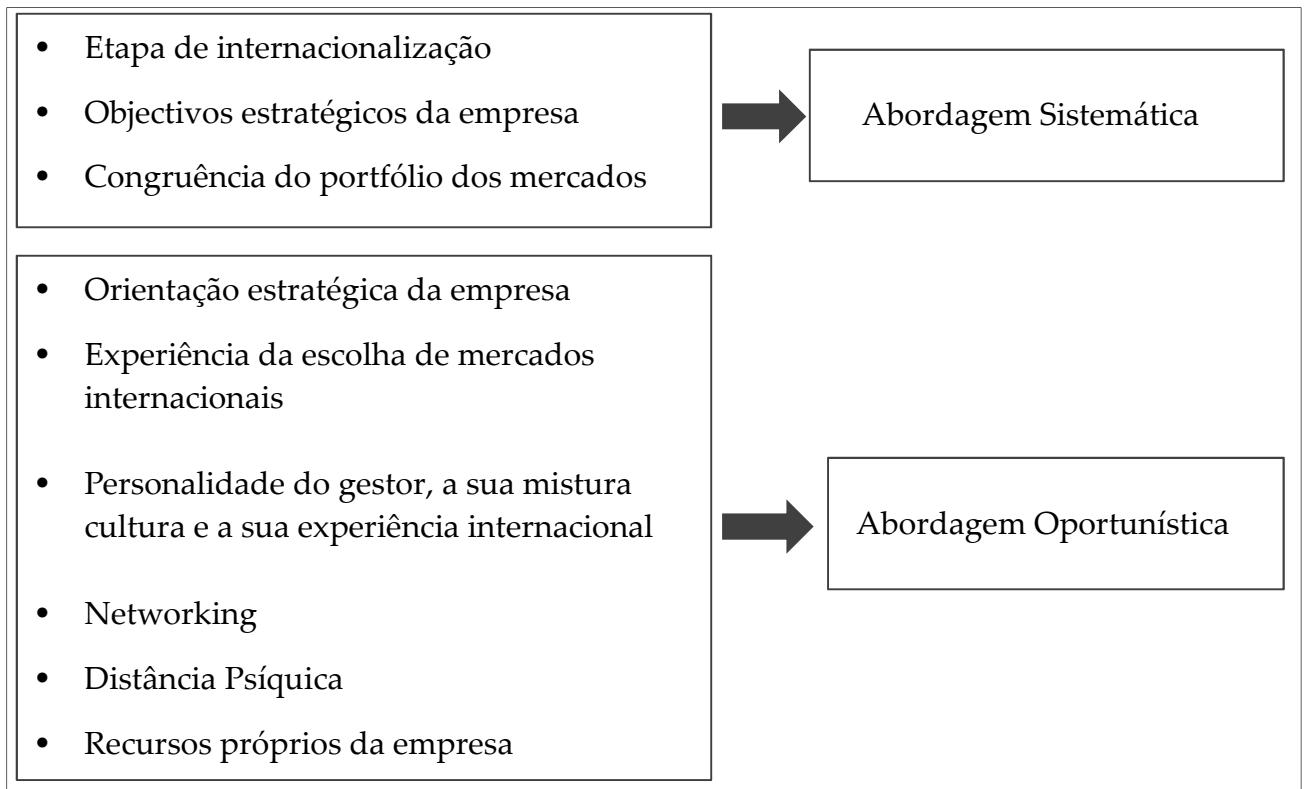 • Etapa de internacionalização
• Objectivos estratégicos da empresa
• Congruência do portfólio dos mercados
Abordagem Sistemática
• Orientação estratégica da empresa
• Experiência da escolha de mercados
internacionais
• Personalidade do gestor, a sua mistura
cultura e a sua experiência internacional
• Networking
• Distância Psíquica
• Recursos próprios da empresa
Abordagem Oportunística